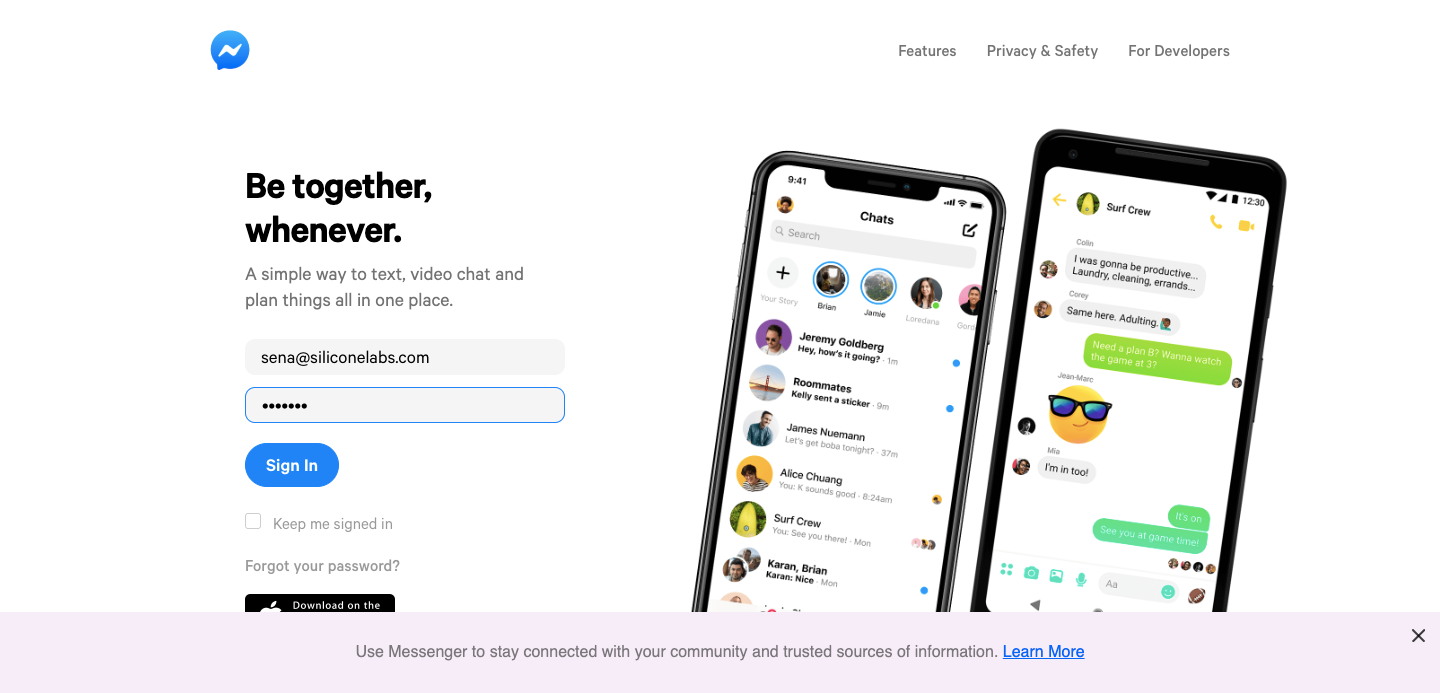 Features Privacy & Safety For Developers
Be together,
whenever.
A simple way to text, video chat and
plan things all in one place.
sena@siliconelabs.com
•••••••
Sign In
Keep me signed in
Forgot your password?
Download on the
9:41
Chats
Search
Your Story
Brian
Jamie
Loredana
Jeremy Goldberg
Hey, how's it going? · 1m
Roommates
Kelly sent a sticker · 9m
James Nuemann
Let's get boba tonight? · 37m
Alice Chuang
You: K sounds good · 8:24am
Surf Crew
You: See you there! · Mon
Karan, Brian
Karan: Nice · Mon
12:30
Surf Crew
Colin
I was gonna be productive...
Laundry, cleaning, errands...
Corey
Same here. Adulting.
Need a plan B? Wanna watch
the game at 3?
Jean-Marc
Mia
I'm in too!
It's on
See you at game time!
Aa
Use Messenger to stay connected with your community and trusted sources of information. Learn More